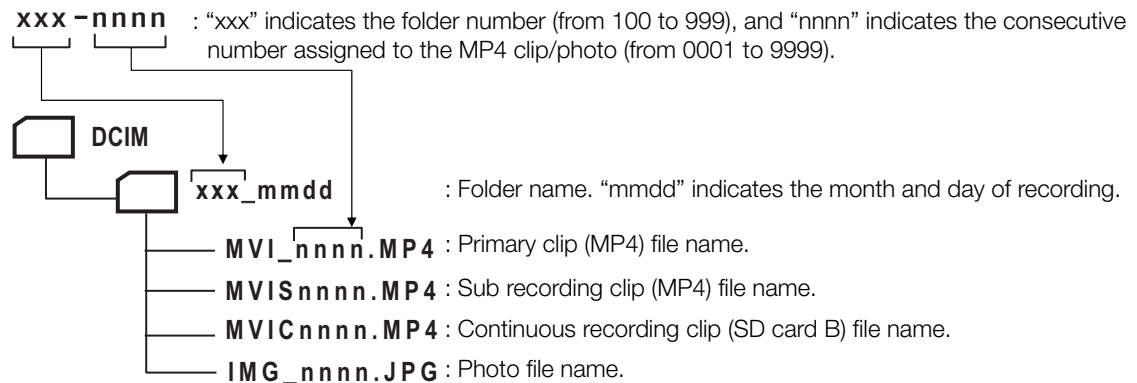 xxx-nnnn : “xxx” indicates the folder number (from 100 to 999), and “nnnn” indicates the consecutive
number assigned to the MP4 clip/photo (from 0001 to 9999).
DCIM
xxx_mmdd : Folder name. “mmdd” indicates the month and day of recording.
MVI_nnnn.MP4 : Primary clip (MP4) file name.
MVISnnnn.MP4 : Sub recording clip (MP4) file name.
MVICnnnn.MP4 : Continuous recording clip (SD card B) file name.
IMG_nnnn.JPG : Photo file name.